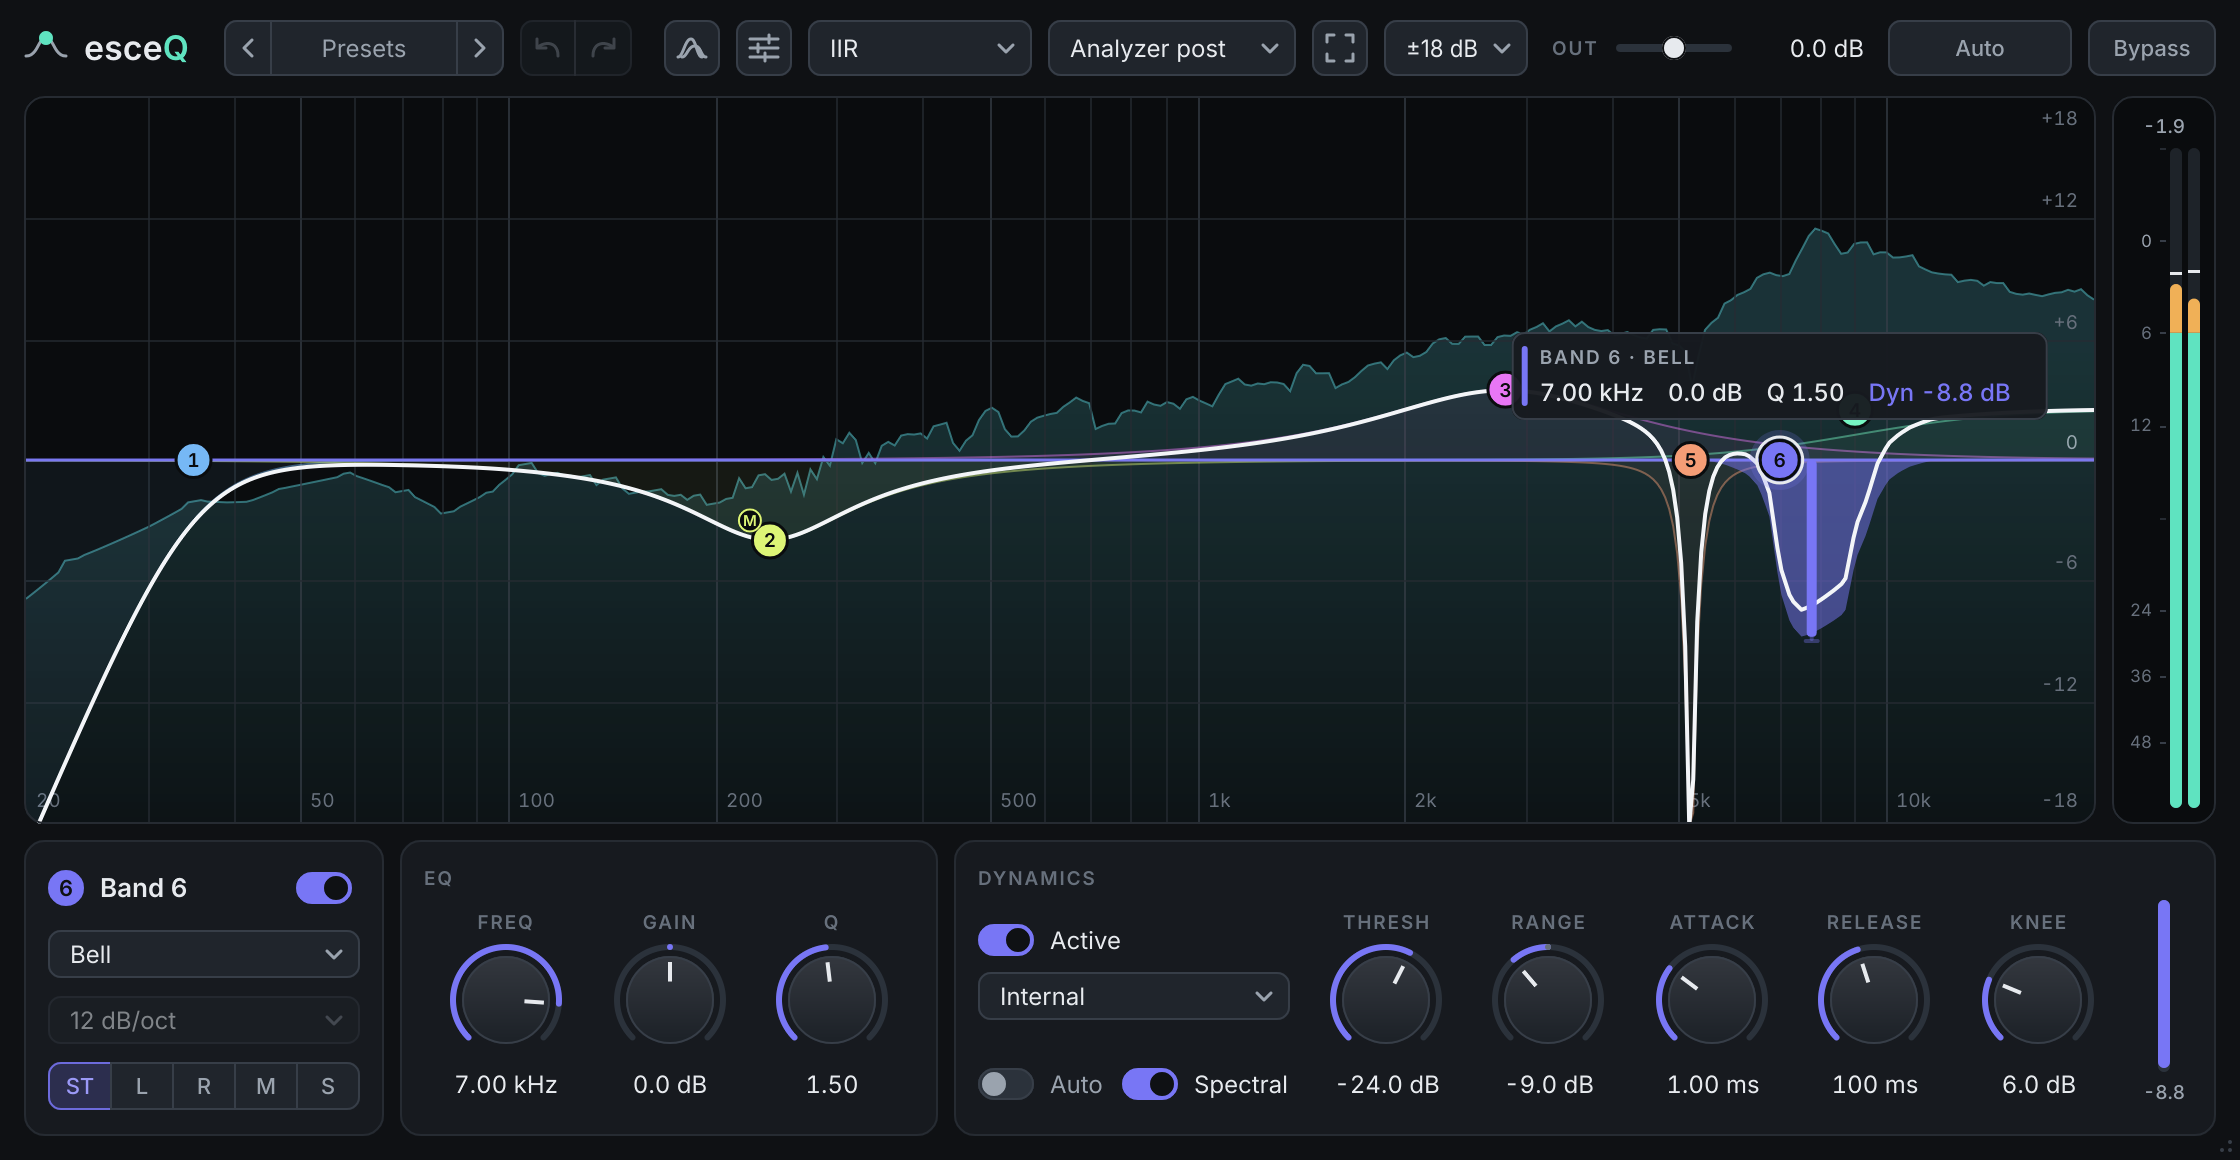 esceQ
Presets
IIR
Analyzer post
±18 dB
OUT
0.0 dB
Auto
Bypass
+18
+12
+6
0
-6
-12
-18
BAND 6 · BELL
7.00 kHz 0.0 dB Q 1.50 Dyn -8.8 dB
1
M
2
3
4
5
6
20
50
100
200
500
1k
2k
5k
10k
-1.9
0
6
12
24
36
48
6 Band 6
Bell
12 dB/oct
ST L R M S
EQ
FREQ GAIN Q
7.00 kHz 0.0 dB 1.50
DYNAMICS
Active
Internal
Auto Spectral
THRESH RANGE ATTACK RELEASE KNEE
-24.0 dB -9.0 dB 1.00 ms 100 ms 6.0 dB
-8.8